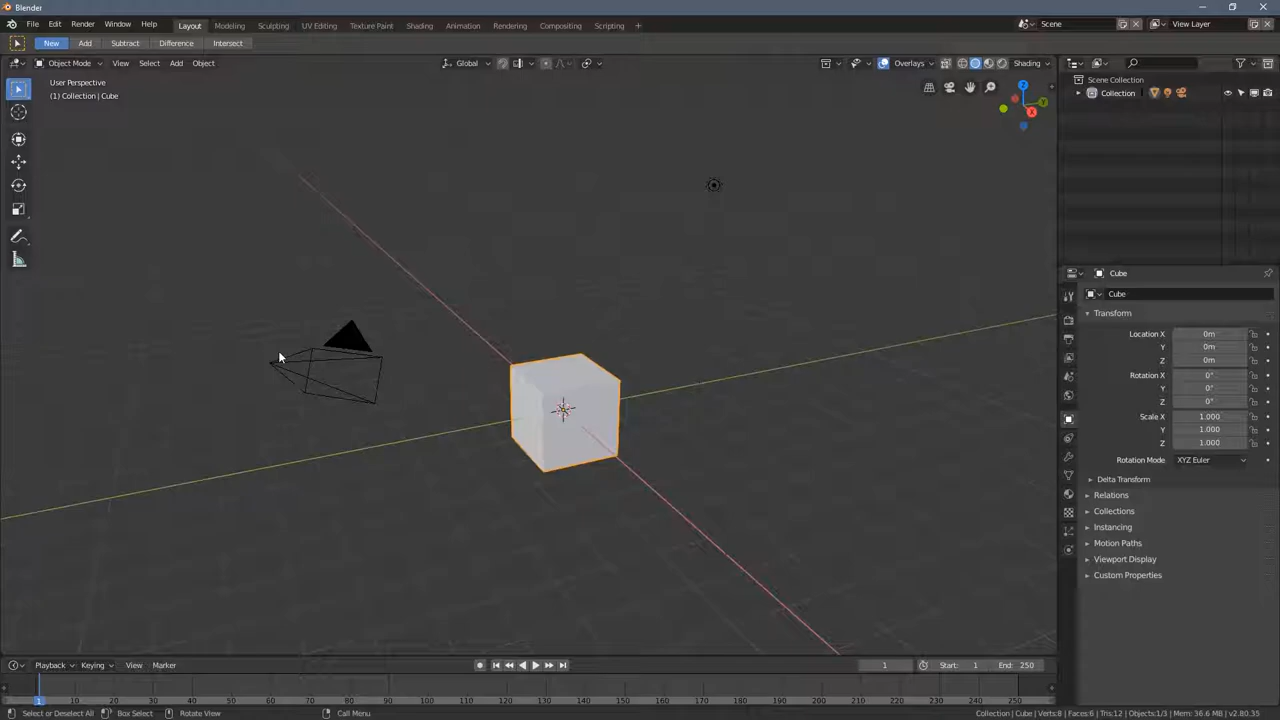 Blender
File Edit Render Window Help Layout Modeling Sculpting UV Editing Texture Paint Shading Animation Rendering Compositing Scripting + Scene View Layer
New Add Subtract Difference Intersect
Object Mode View Select Add Object Global Overlays Shading
User Perspective
(1) Collection | Cube
Z
Y
X
Scene Collection
Collection
Cube
Cube
Transform
Location X 0m
Y 0m
Z 0m
Rotation X 0°
Y 0°
Z 0°
Scale X 1.000
Y 1.000
Z 1.000
Rotation Mode XYZ Euler
Delta Transform
Relations
Collections
Instancing
Motion Paths
Viewport Display
Custom Properties
Playback Keying View Marker 1 Start: 1 End: 250
1 10 20 30 40 50 60 70 80 90 100 110 120 130 140 150 160 170 180 190 200 210 220 230 240 250
Select or Deselect All Box Select Rotate View Call Menu Collection | Cube | Verts:8 | Faces:6 | Tris:12 | Objects:1/3 | Mem: 36.6 MB | v2.80.35